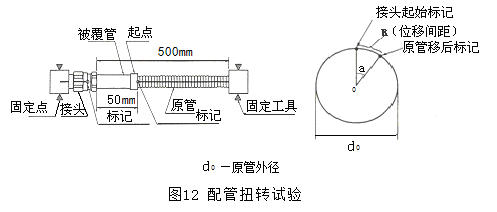 被覆管
起点
500mm
固定点
接头
50mm
标记
原管
标记
固定工具
接头起始标记
R（位移间距）
原管移后标记
a
o
d₀
d₀ —原管外径
图12 配管扭转试验